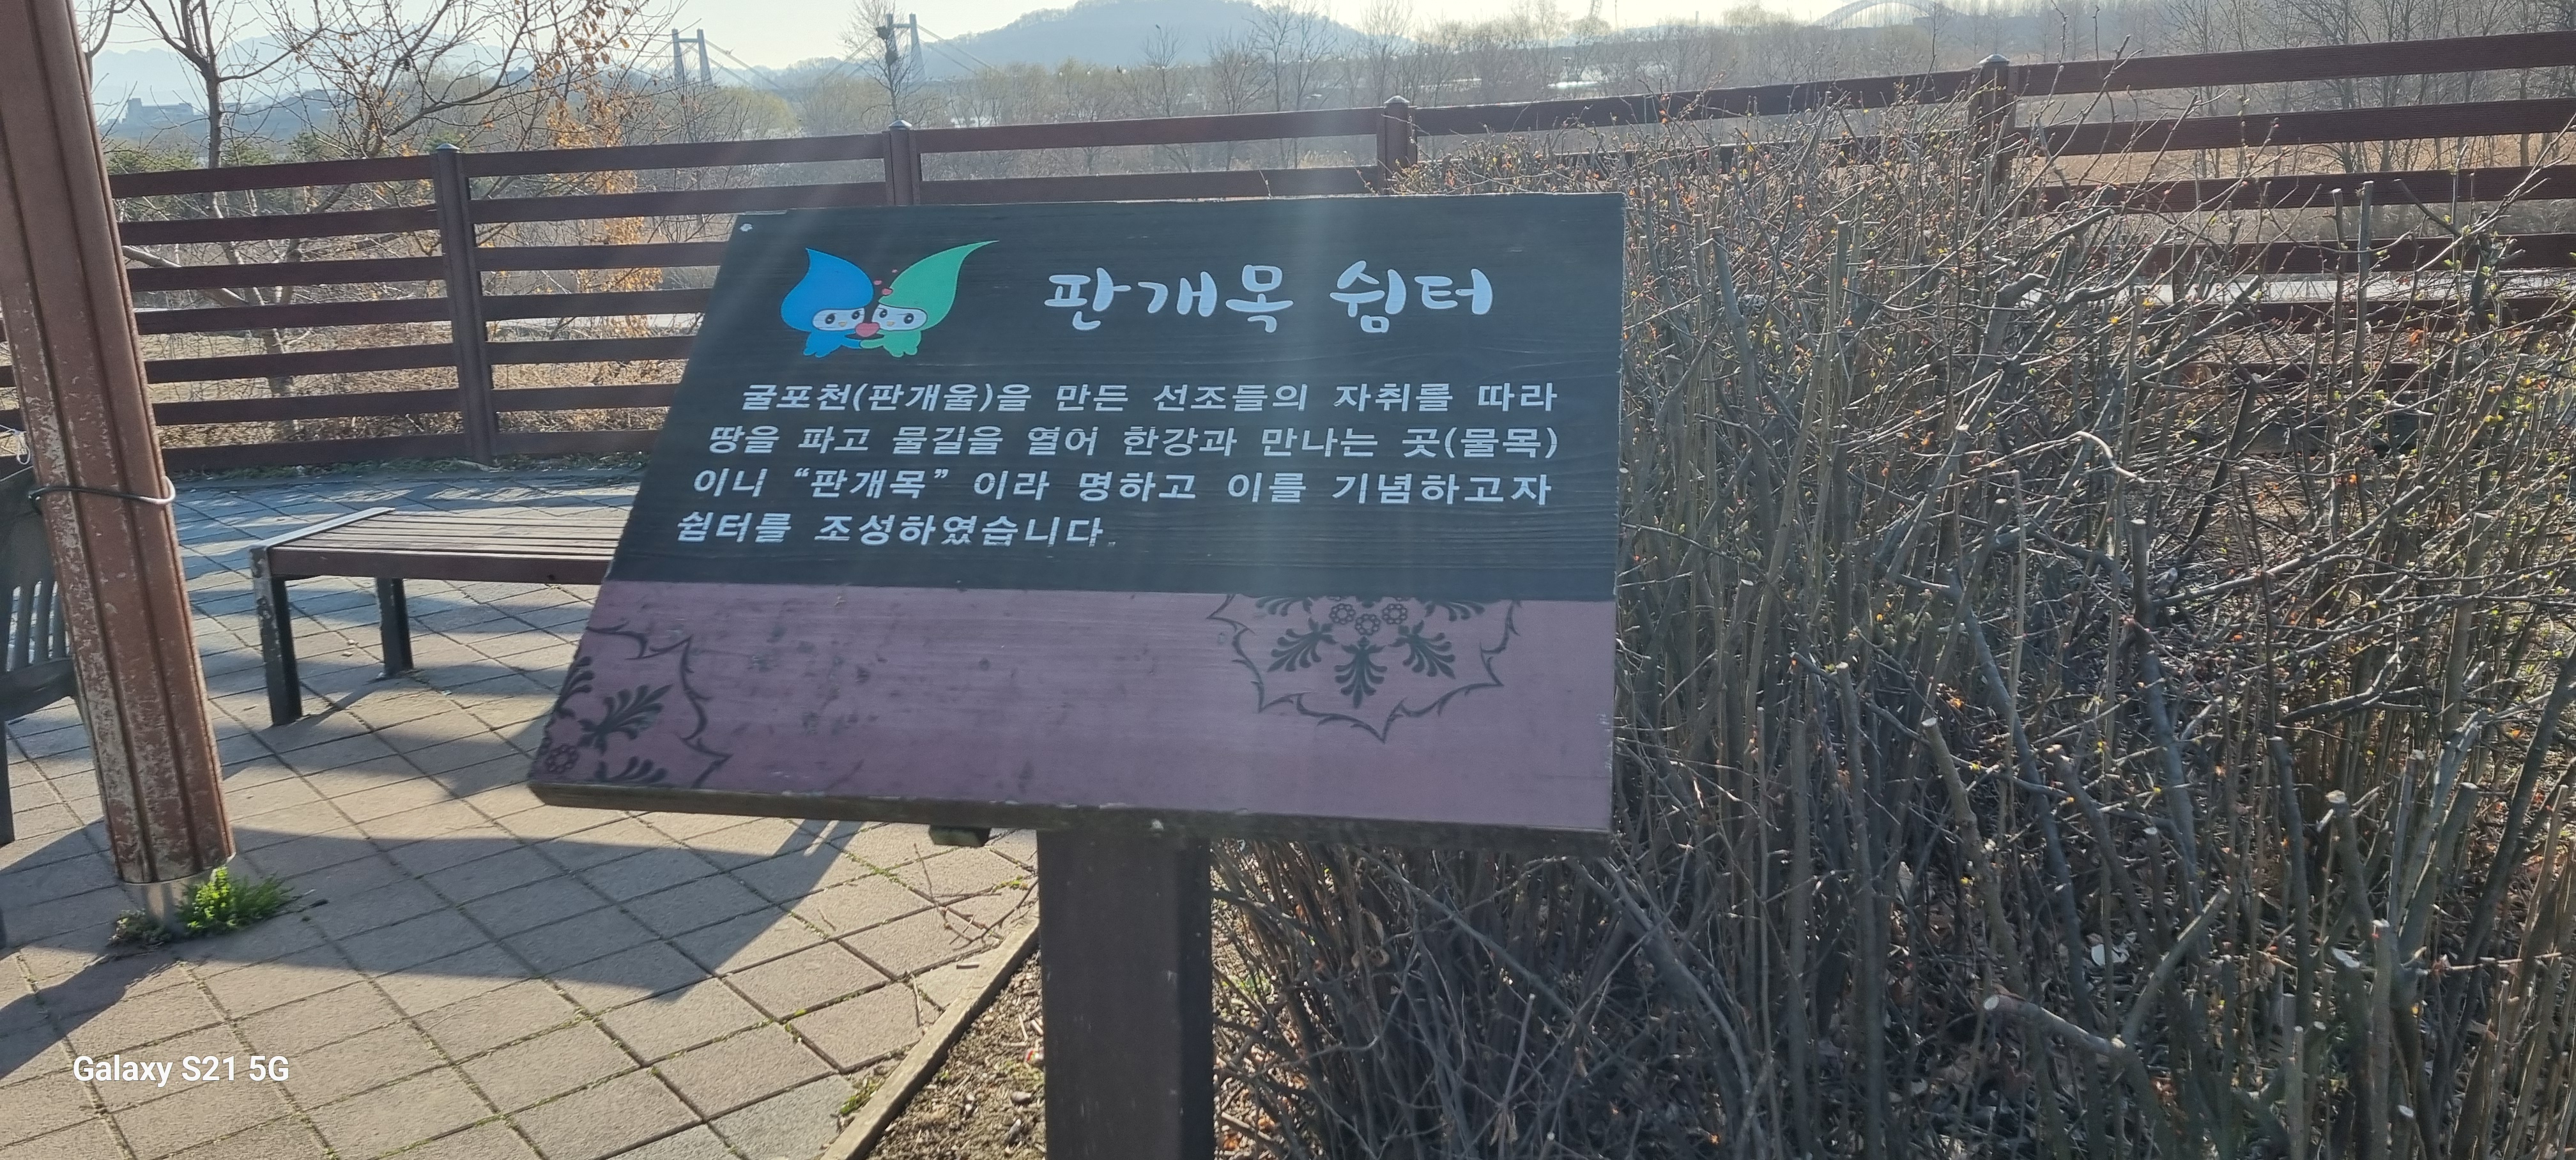 판개목 쉼터
굴포천(판개울)을 만든 선조들의 자취를 따라
땅을 파고 물길을 열어 한강과 만나는 곳(물목)
이니 “판개목” 이라 명하고 이를 기념하고자
쉼터를 조성하였습니다.
Galaxy S21 5G